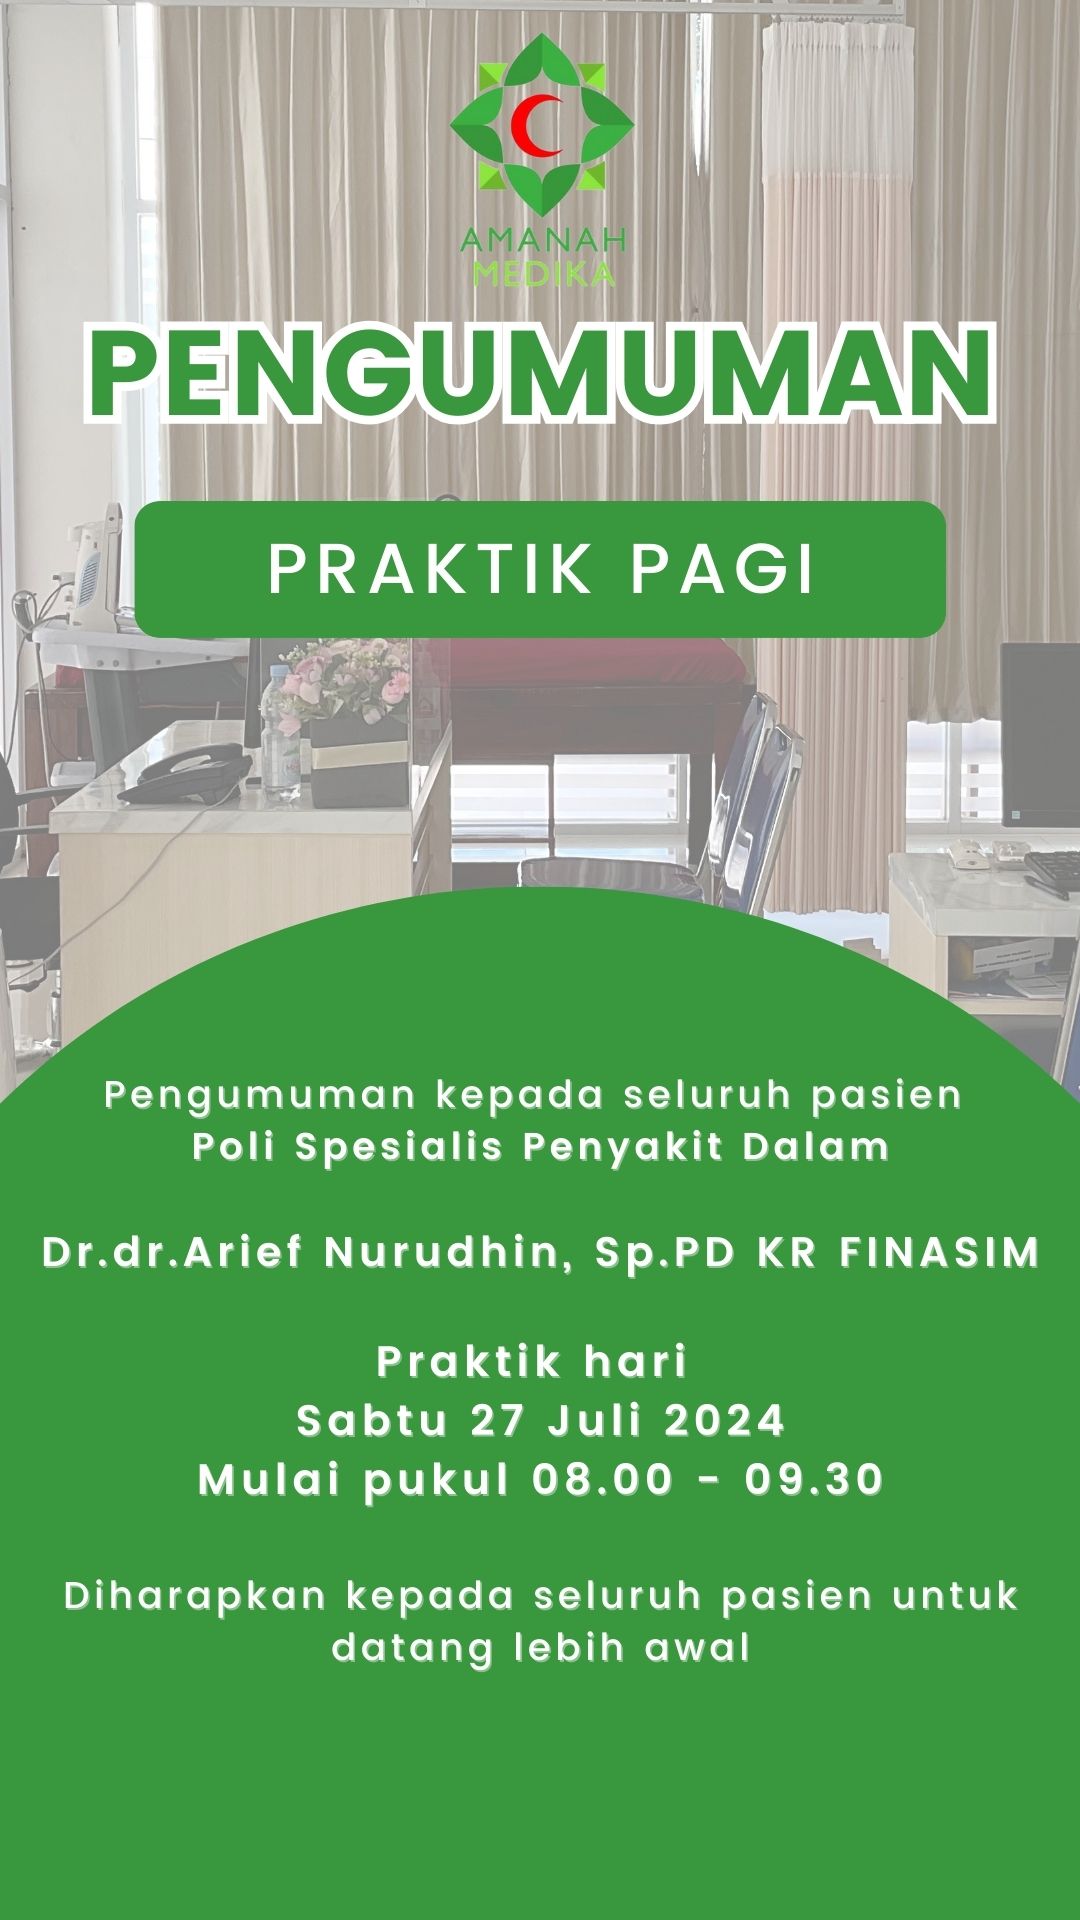 AMANAH
MEDIKA
PENGUMUMAN
PRAKTIK PAGI
Pengumuman kepada seluruh pasien
Poli Spesialis Penyakit Dalam
Dr.dr.Arief Nurudhin, Sp.PD KR FINASIM
Praktik hari
Sabtu 27 Juli 2024
Mulai pukul 08.00 - 09.30
Diharapkan kepada seluruh pasien untuk
datang lebih awal